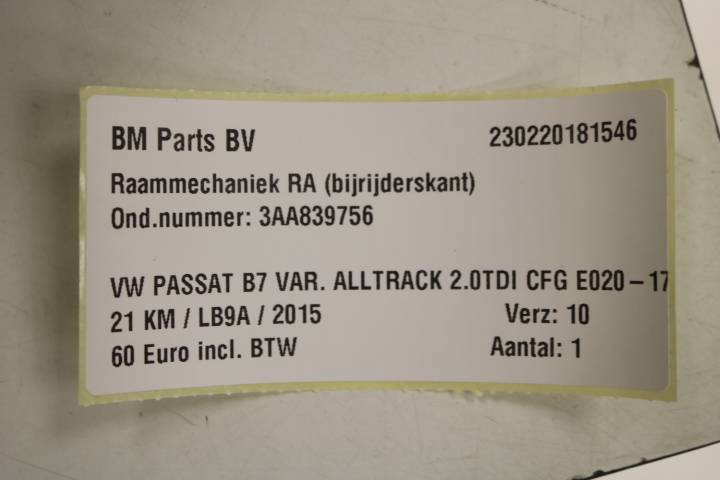 BM Parts BV 230220181546
Raammechaniek RA (bijrijderskant)
Ond.nummer: 3AA839756
VW PASSAT B7 VAR. ALLTRACK 2.0TDI CFG E020-17
21 KM / LB9A / 2015 Verz: 10
60 Euro incl. BTW Aantal: 1